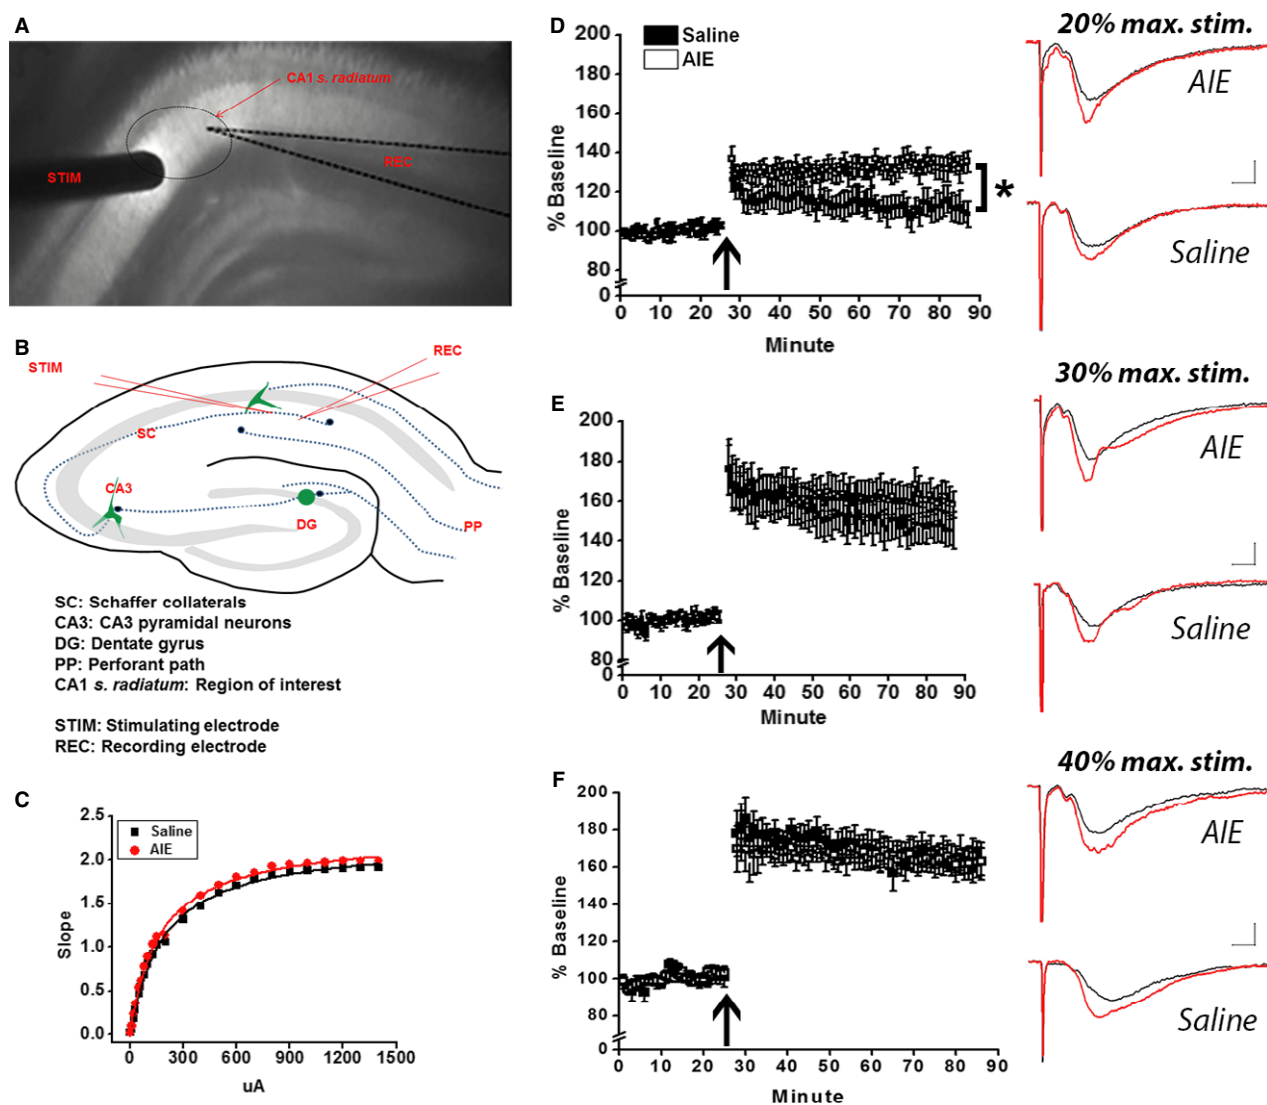 A
CA1 s. radiatum
REC
STIM
B
STIM
REC
SC
CA3
DG
PP
SC: Schaffer collaterals
CA3: CA3 pyramidal neurons
DG: Dentate gyrus
PP: Perforant path
CA1 s. radiatum: Region of interest
STIM: Stimulating electrode
REC: Recording electrode
C
2.5
2.0
1.5
1.0
0.5
0.0
Slope
Saline
AIE
0 300 600 900 1200 1500
uA
D
200
180
160
140
120
100
80
0
% Baseline
Saline
AIE
*
0 10 20 30 40 50 60 70 80 90
Minute
20% max. stim.
AIE
Saline
E
200
180
160
140
120
100
80
0
% Baseline
0 10 20 30 40 50 60 70 80 90
Minute
30% max. stim.
AIE
Saline
F
200
180
160
140
120
100
80
0
% Baseline
0 10 20 30 40 50 60 70 80 90
Minute
40% max. stim.
AIE
Saline